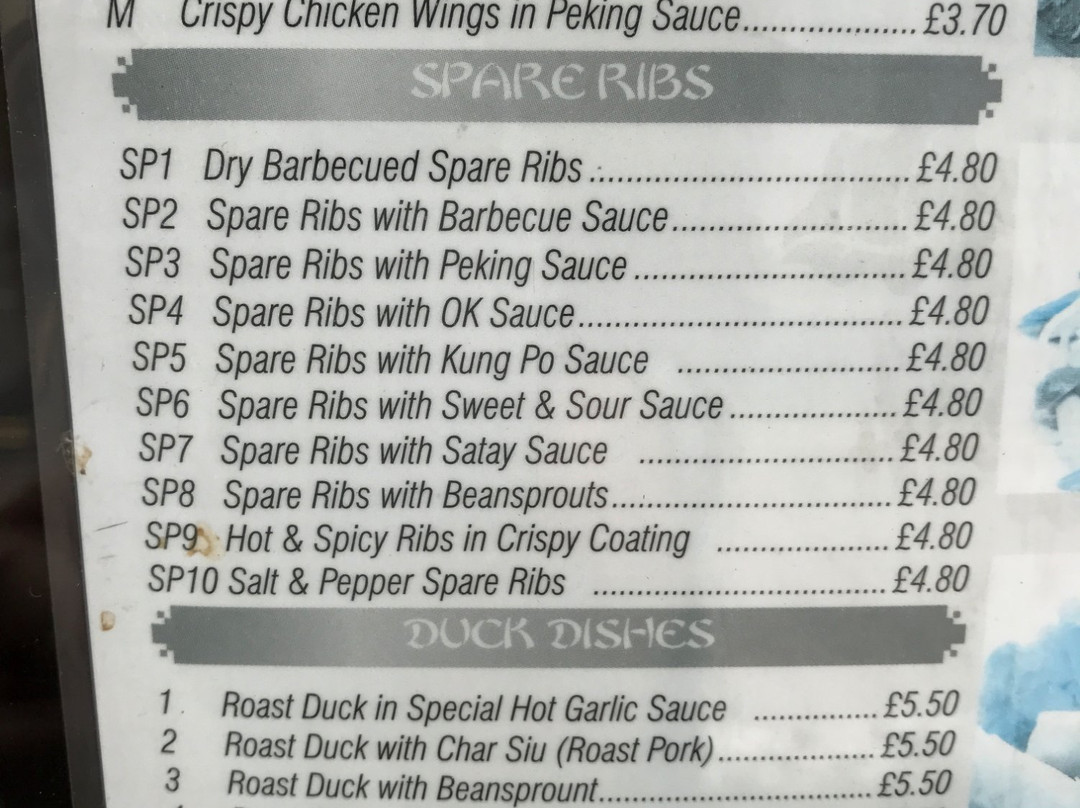 M Crispy Chicken Wings in Peking Sauce................... £3.70
SPARE RIBS
SP1 Dry Barbecued Spare Ribs .................................... £4.80
SP2 Spare Ribs with Barbecue Sauce........................... £4.80
SP3 Spare Ribs with Peking Sauce ............................... £4.80
SP4 Spare Ribs with OK Sauce..................................... £4.80
SP5 Spare Ribs with Kung Po Sauce ......................... £4.80
SP6 Spare Ribs with Sweet & Sour Sauce................... £4.80
SP7 Spare Ribs with Satay Sauce ............................. £4.80
SP8 Spare Ribs with Beansprouts................................ £4.80
SP9 Hot & Spicy Ribs in Crispy Coating .................... £4.80
SP10 Salt & Pepper Spare Ribs ................................. £4.80
DUCK DISHES
1 Roast Duck in Special Hot Garlic Sauce .............. £5.50
2 Roast Duck with Char Siu (Roast Pork)................. £5.50
3 Roast Duck with Beansprount.............................. £5.50